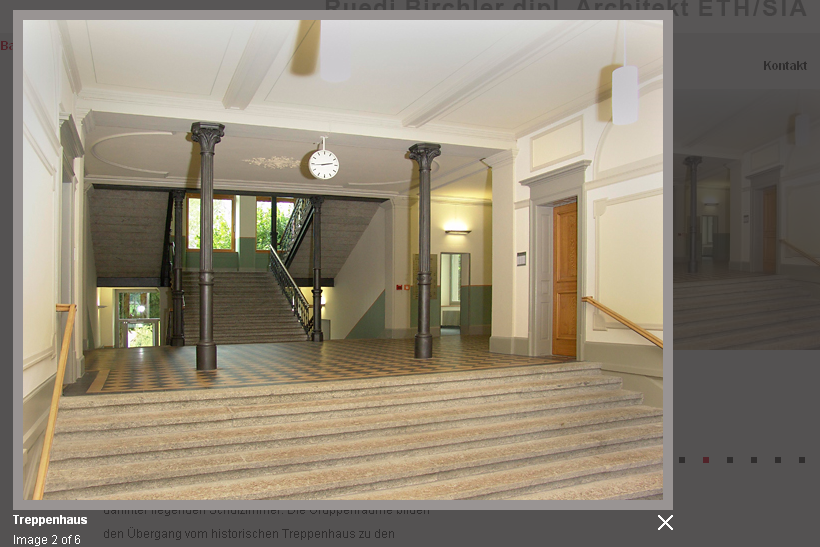 Ruedi Birchler dipl. Architekt ETH/SIA
Kontakt
dahinter liegenden Schulzimmer. Die Gruppenräume bilden
den Übergang vom historischen Treppenhaus zu den
Treppenhaus
Image 2 of 6